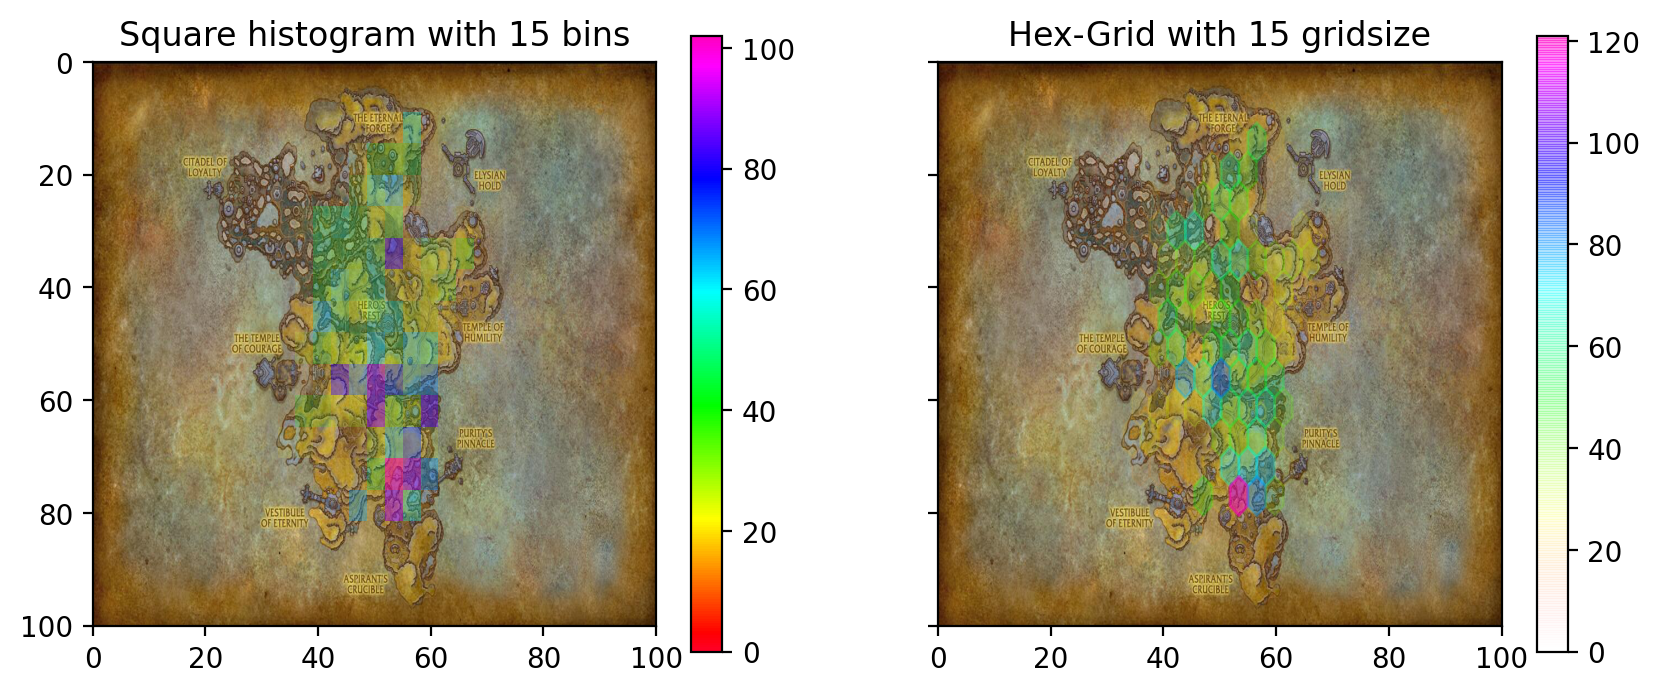 Square histogram with 15 bins
0
20
40
60
80
100
0
20
40
60
80
100
THE ETERNAL
FORGE
CITADEL OF
LOYALTY
ELYSIAN
HOLD
HERO'S
REST
TEMPLE OF
HUMILITY
THE TEMPLE
OF COURAGE
PURITY'S
PINNACLE
VESTIBULE
OF ETERNITY
ASPIRANT'S
CRUCIBLE
100
80
60
40
20
0
Hex-Grid with 15 gridsize
0
20
40
60
80
100
THE ETERNAL
FORGE
CITADEL OF
LOYALTY
ELYSIAN
HOLD
HERO'S
REST
TEMPLE OF
HUMILITY
THE TEMPLE
OF COURAGE
PURITY'S
PINNACLE
VESTIBULE
OF ETERNITY
ASPIRANT'S
CRUCIBLE
120
100
80
60
40
20
0